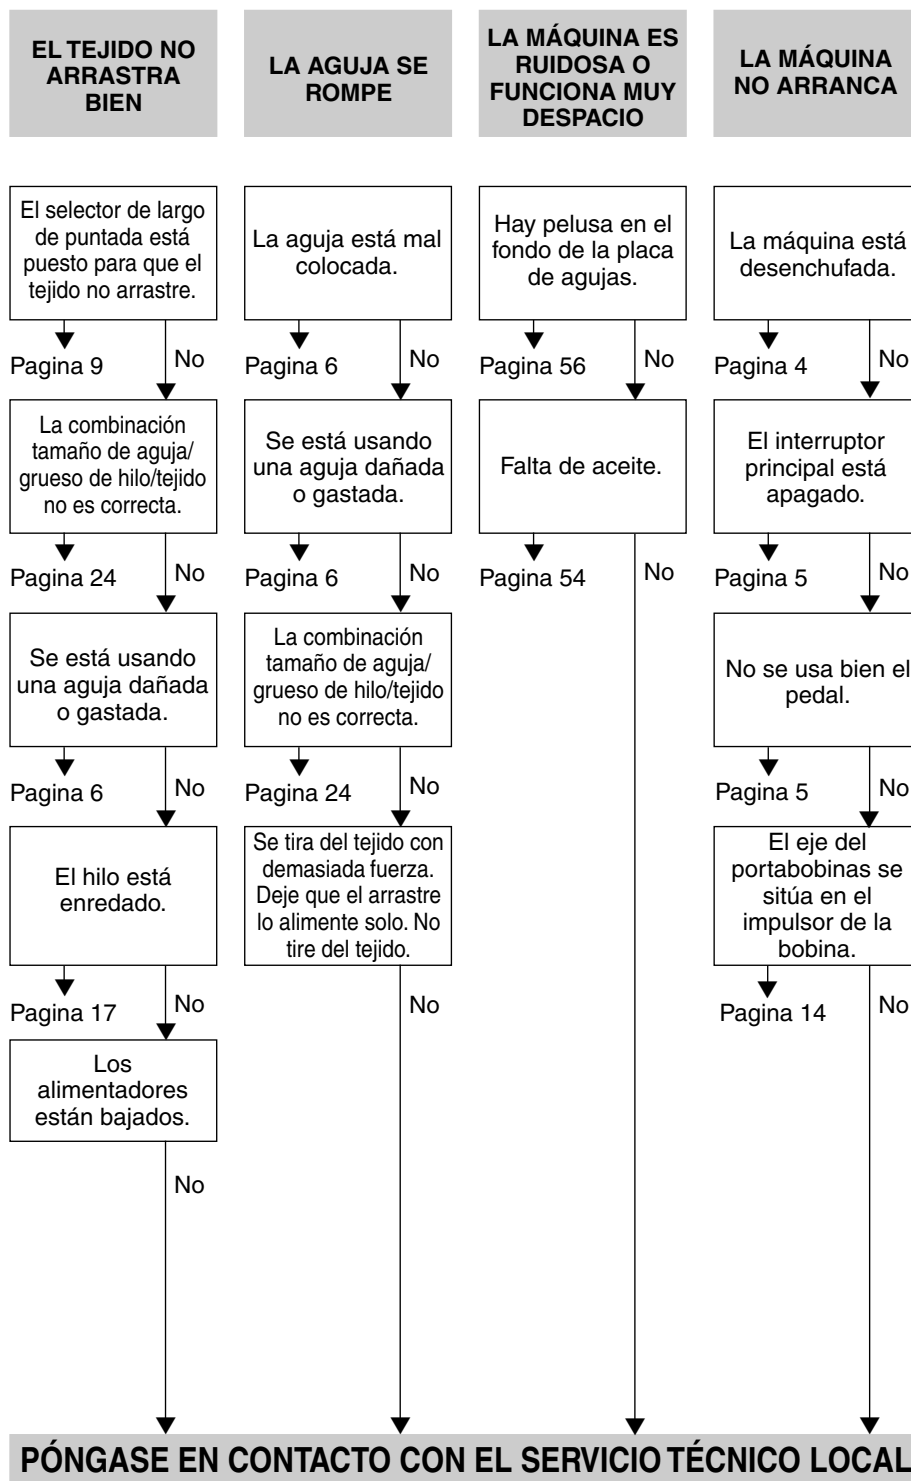 EL TEJIDO NO
ARRASTRA
BIEN
El selector de largo
de puntada está
puesto para que el
tejido no arrastre.
Pagina 9
No
La combinación
tamaño de aguja/
grueso de hilo/tejido
no es correcta.
Pagina 24
No
Se está usando
una aguja dañada
o gastada.
Pagina 6
No
El hilo está
enredado.
Pagina 17
No
Los
alimentadores
están bajados.
No
LA AGUJA SE
ROMPE
La aguja está mal
colocada.
Pagina 6
No
Se está usando
una aguja dañada
o gastada.
Pagina 6
No
La combinación
tamaño de aguja/
grueso de hilo/tejido
no es correcta.
Pagina 24
No
Se tira del tejido con
demasiada fuerza.
Deje que el arrastre
lo alimente solo. No
tire del tejido.
No
LA MÁQUINA ES
RUIDOSA O
FUNCIONA MUY
DESPACIO
Hay pelusa en el
fondo de la placa
de agujas.
Pagina 56
No
Falta de aceite.
Pagina 54
No
LA MÁQUINA
NO ARRANCA
La máquina está
desenchufada.
Pagina 4
No
El interruptor
principal está
apagado.
Pagina 5
No
No se usa bien el
pedal.
Pagina 5
No
El eje del
portabobinas se
sitúa en el
impulsor de la
bobina.
Pagina 14
No
PÓNGASE EN CONTACTO CON EL SERVICIO TÉCNICO LOCAL